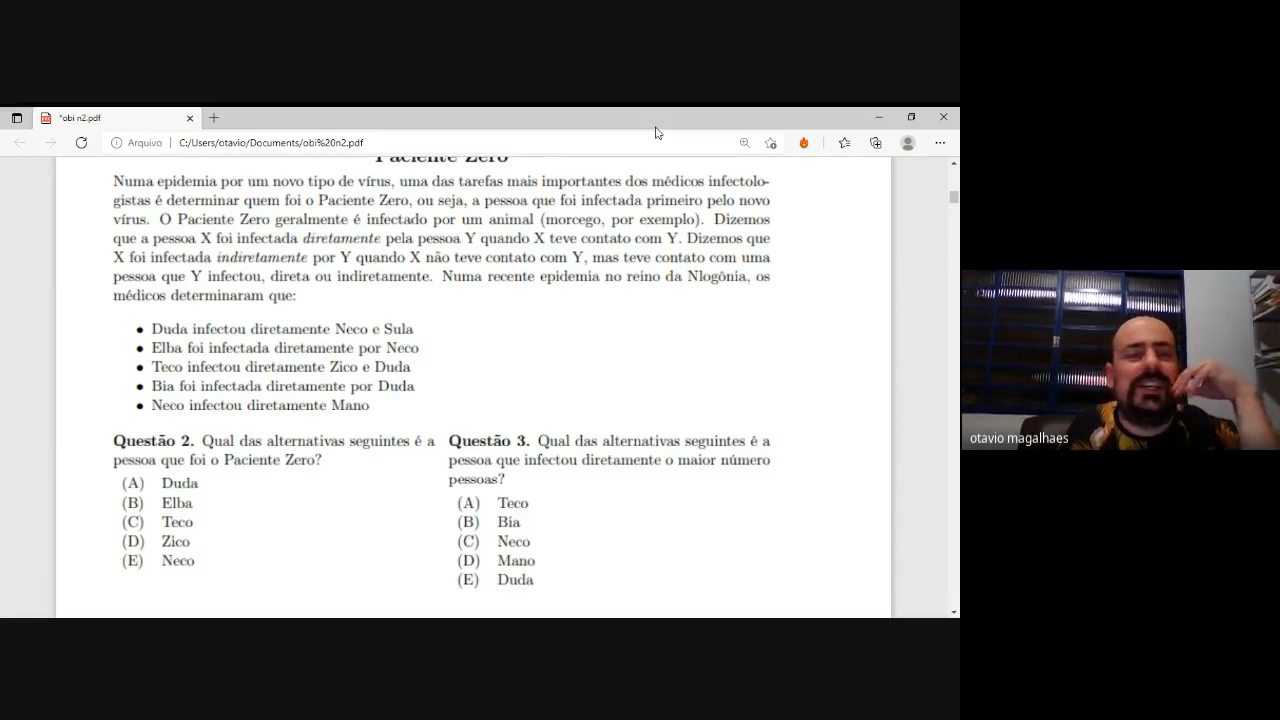 *obi n2.pdf
Arquivo C:/Users/otavio/Documents/obi%20n2.pdf
Paciente Zero
Numa epidemia por um novo tipo de vírus, uma das tarefas mais importantes dos médicos infectolo-
gistas é determinar quem foi o Paciente Zero, ou seja, a pessoa que foi infectada primeiro pelo novo
vírus. O Paciente Zero geralmente é infectado por um animal (morcego, por exemplo). Dizemos
que a pessoa X foi infectada diretamente pela pessoa Y quando X teve contato com Y. Dizemos que
X foi infectada indiretamente por Y quando X não teve contato com Y, mas teve contato com uma
pessoa que Y infectou, direta ou indiretamente. Numa recente epidemia no reino da Nlogônia, os
médicos determinaram que:
● Duda infectou diretamente Neco e Sula
● Elba foi infectada diretamente por Neco
● Teco infectou diretamente Zico e Duda
● Bia foi infectada diretamente por Duda
● Neco infectou diretamente Mano
Questão 2. Qual das alternativas seguintes é a
pessoa que foi o Paciente Zero?
(A) Duda
(B) Elba
(C) Teco
(D) Zico
(E) Neco
Questão 3. Qual das alternativas seguintes é a
pessoa que infectou diretamente o maior número
pessoas?
(A) Teco
(B) Bia
(C) Neco
(D) Mano
(E) Duda
otavio magalhaes